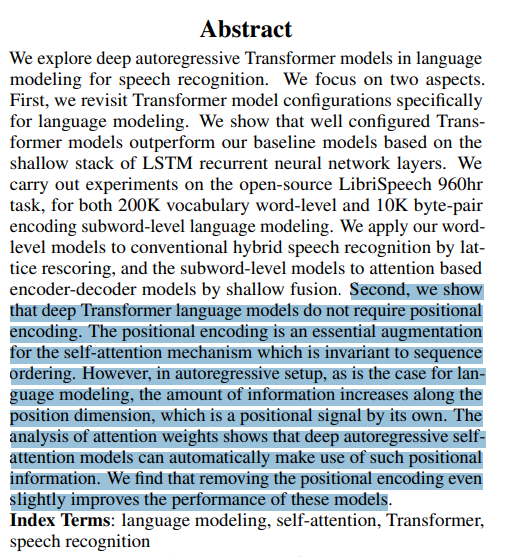 Abstract
We explore deep autoregressive Transformer models in language
modeling for speech recognition. We focus on two aspects.
First, we revisit Transformer model configurations specifically
for language modeling. We show that well configured Trans-
former models outperform our baseline models based on the
shallow stack of LSTM recurrent neural network layers. We
carry out experiments on the open-source LibriSpeech 960hr
task, for both 200K vocabulary word-level and 10K byte-pair
encoding subword-level language modeling. We apply our word-
level models to conventional hybrid speech recognition by lat-
tice rescoring, and the subword-level models to attention based
encoder-decoder models by shallow fusion. Second, we show
that deep Transformer language models do not require positional
encoding. The positional encoding is an essential augmentation
for the self-attention mechanism which is invariant to sequence
ordering. However, in autoregressive setup, as is the case for lan-
guage modeling, the amount of information increases along the
position dimension, which is a positional signal by its own. The
analysis of attention weights shows that deep autoregressive self-
attention models can automatically make use of such positional
information. We find that removing the positional encoding even
slightly improves the performance of these models.
Index Terms: language modeling, self-attention, Transformer,
speech recognition